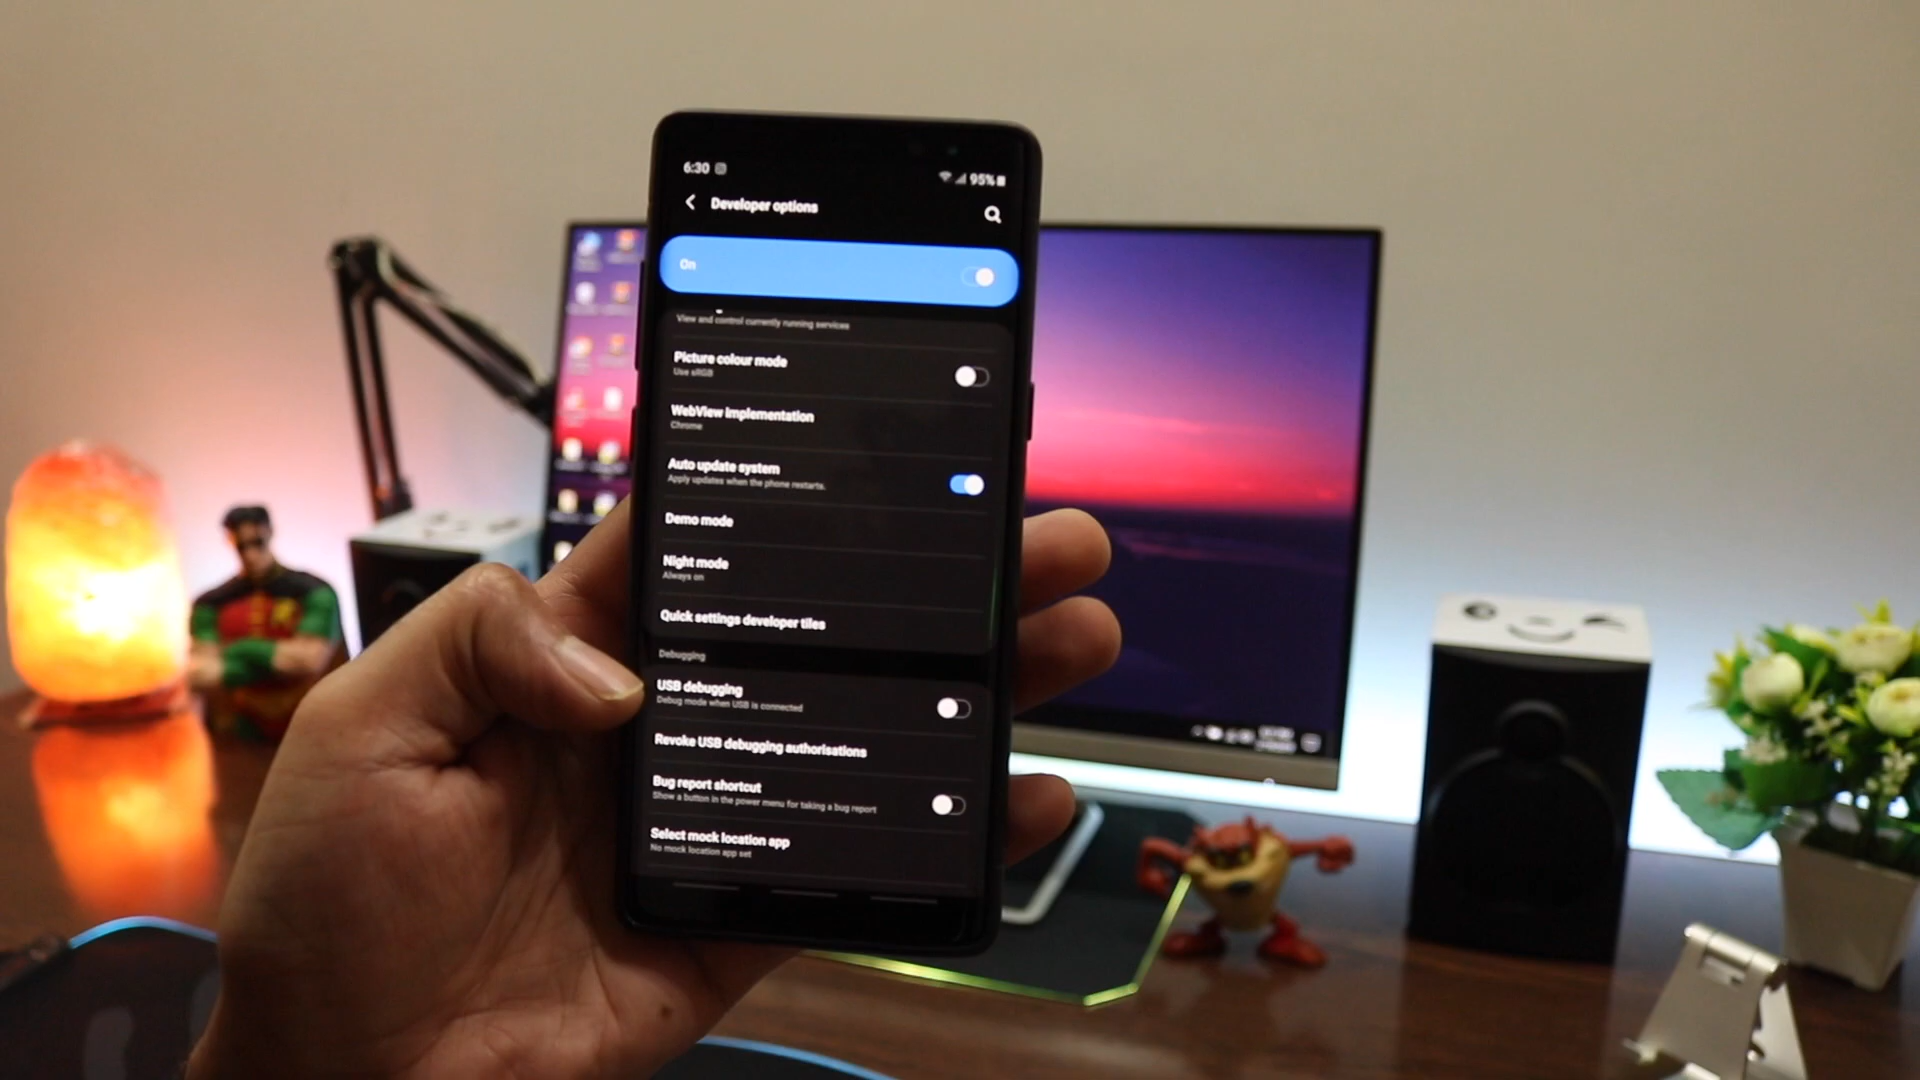 6:30
95%
Developer options
On
View and control currently running services
Picture colour mode
Use sRGB
WebView implementation
Chrome
Auto update system
Apply updates when the phone restarts.
Demo mode
Night mode
Always on
Quick settings developer tiles
Debugging
USB debugging
Debug mode when USB is connected
Revoke USB debugging authorisations
Bug report shortcut
Show a button in the power menu for taking a bug report
Select mock location app
No mock location app set
R